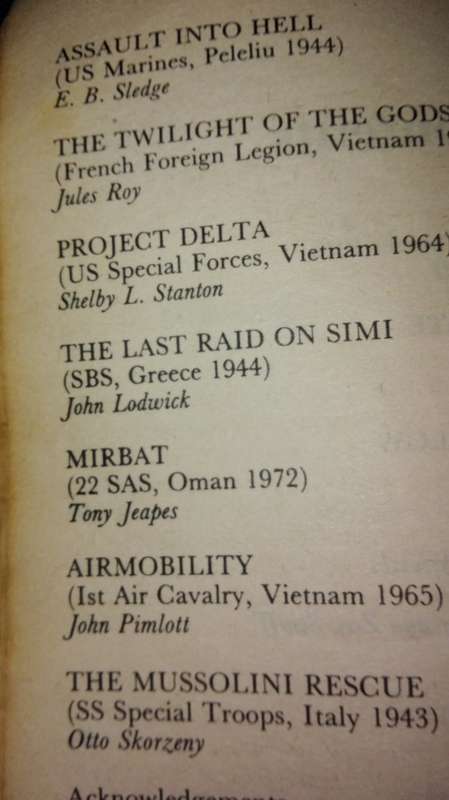 ASSAULT INTO HELL
(US Marines, Peleliu 1944)
E. B. Sledge
THE TWILIGHT OF THE GODS
(French Foreign Legion, Vietnam
Jules Roy
PROJECT DELTA
(US Special Forces, Vietnam 1964)
Shelby L. Stanton
THE LAST RAID ON SIMI
(SBS, Greece 1944)
John Lodwick
MIRBAT
(22 SAS, Oman 1972)
Tony Jeapes
AIRMOBILITY
(Ist Air Cavalry, Vietnam 1965)
John Pimlott
THE MUSSOLINI RESCUE
(SS Special Troops, Italy 1943)
Otto Skorzeny
Acknowledgements